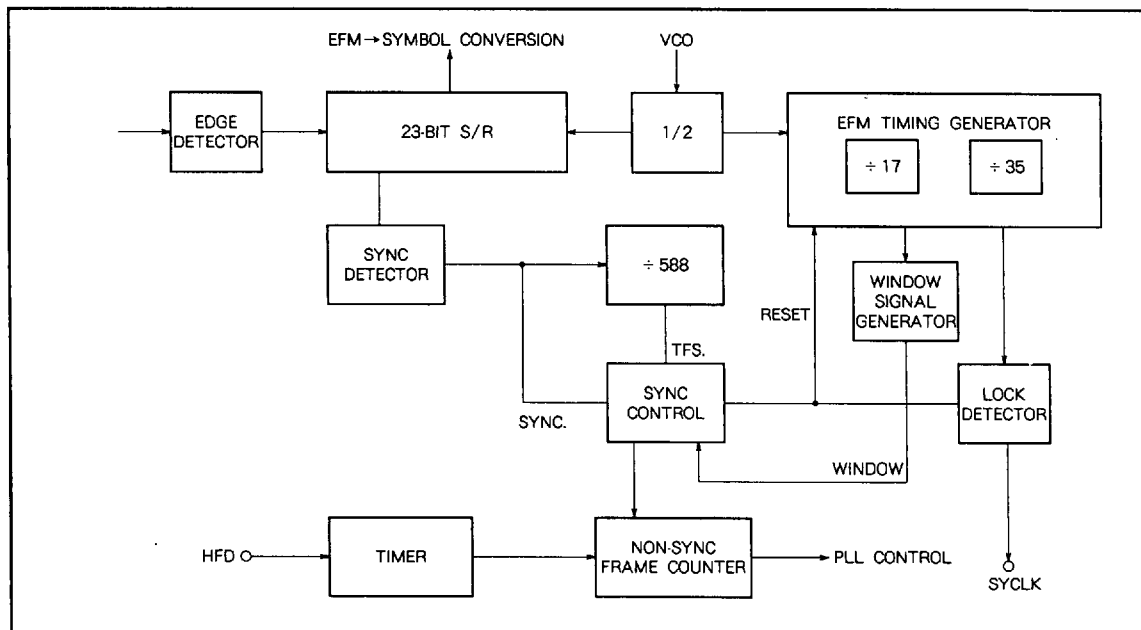 EFM→SYMBOL CONVERSION
VCO
EDGE
DETECTOR
23-BIT S/R
1/2
EFM TIMING GENERATOR
÷ 17
÷ 35
SYNC
DETECTOR
÷ 588
WINDOW
SIGNAL
GENERATOR
RESET
TFS.
SYNC
CONTROL
LOCK
DETECTOR
SYNC.
WINDOW
HFD
TIMER
NON-SYNC
FRAME COUNTER
PLL CONTROL
SYCLK